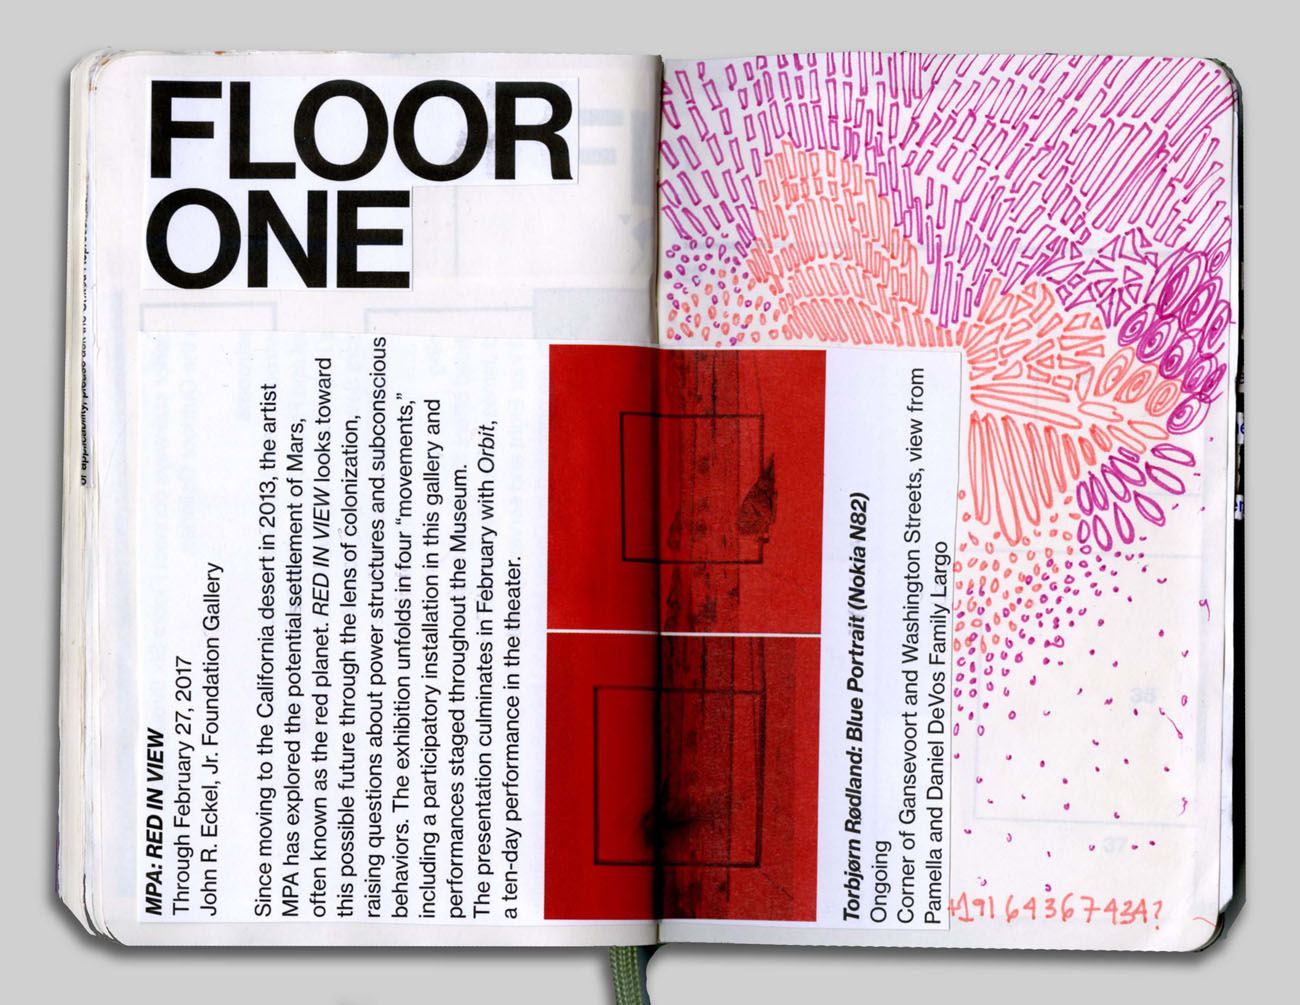 FLOOR
ONE
MPA: RED IN VIEW
Through February 27, 2017
John R. Eckel, Jr. Foundation Gallery
Since moving to the California desert in 2013, the artist
MPA has explored the potential settlement of Mars,
often known as the red planet. RED IN VIEW looks toward
this possible future through the lens of colonization,
raising questions about power structures and subconscious
behaviors. The exhibition unfolds in four “movements,”
including a participatory installation in this gallery and
performances staged throughout the Museum.
The presentation culminates in February with Orbit,
a ten-day performance in the theater.
Torbjørn Rødland: Blue Portrait (Nokia N82)
Ongoing
Corner of Gansevoort and Washington Streets, view from
Pamella and Daniel DeVos Family Largo
+19164367434?
36
37